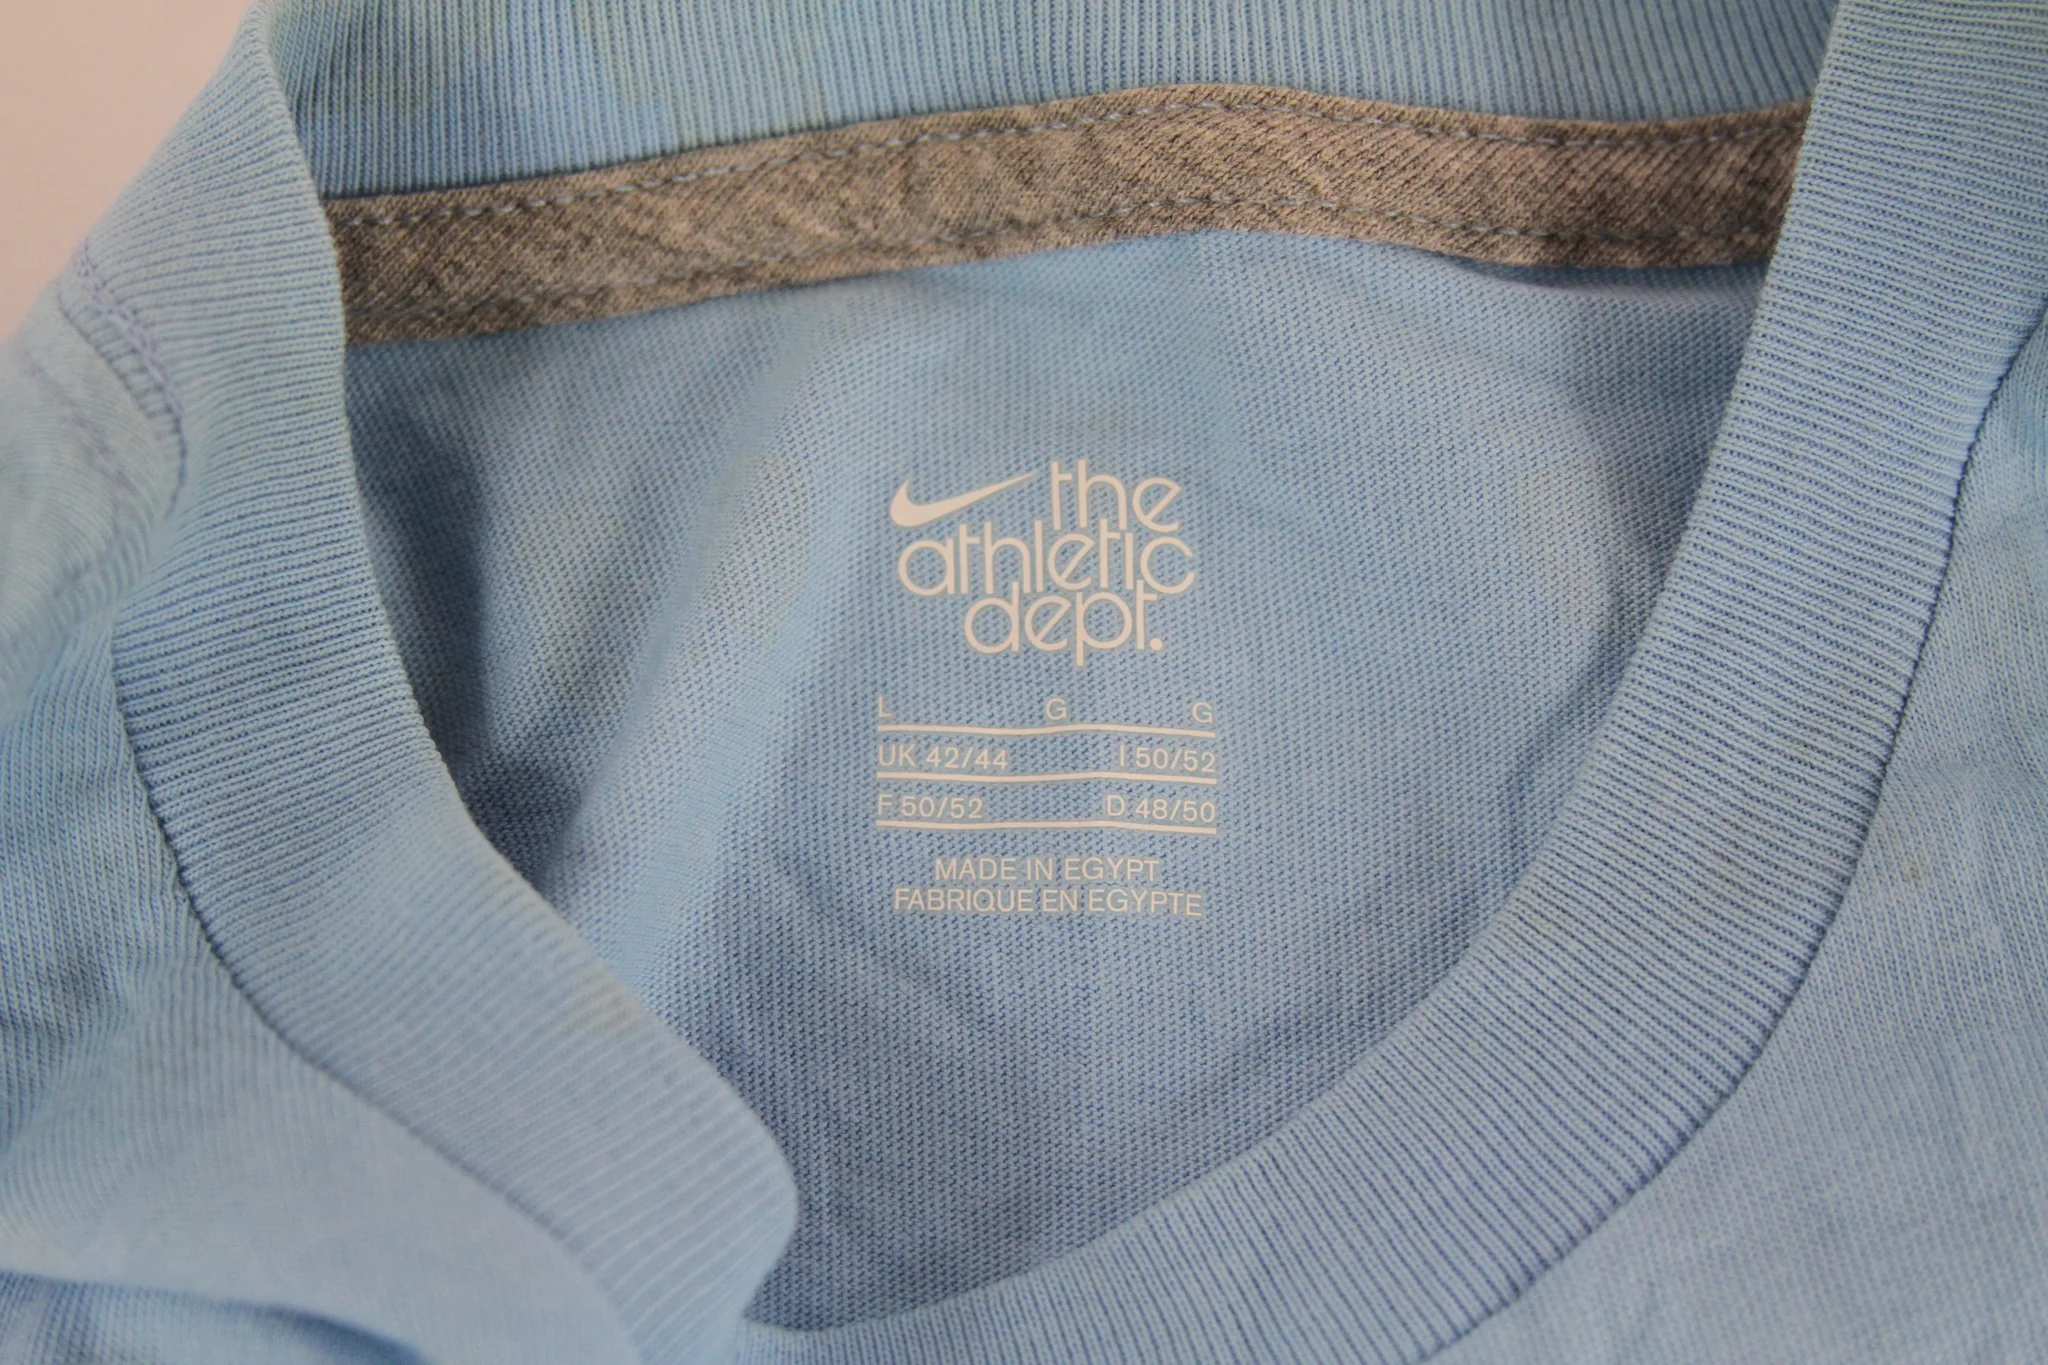 the
athletic
dept.
L G G
UK 42/44 I 50/52
F 50/52 D 48/50
MADE IN EGYPT
FABRIQUE EN EGYPTE